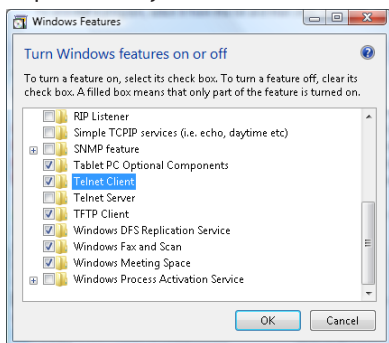 Windows Features
Turn Windows features on or off
To turn a feature on, select its check box. To turn a feature off, clear its
check box. A filled box means that only part of the feature is turned on.
RIP Listener
Simple TCPIP services (i.e. echo, daytime etc)
SNMP feature
Tablet PC Optional Components
Telnet Client
Telnet Server
TFTP Client
Windows DFS Replication Service
Windows Fax and Scan
Windows Meeting Space
Windows Process Activation Service
OK
Cancel